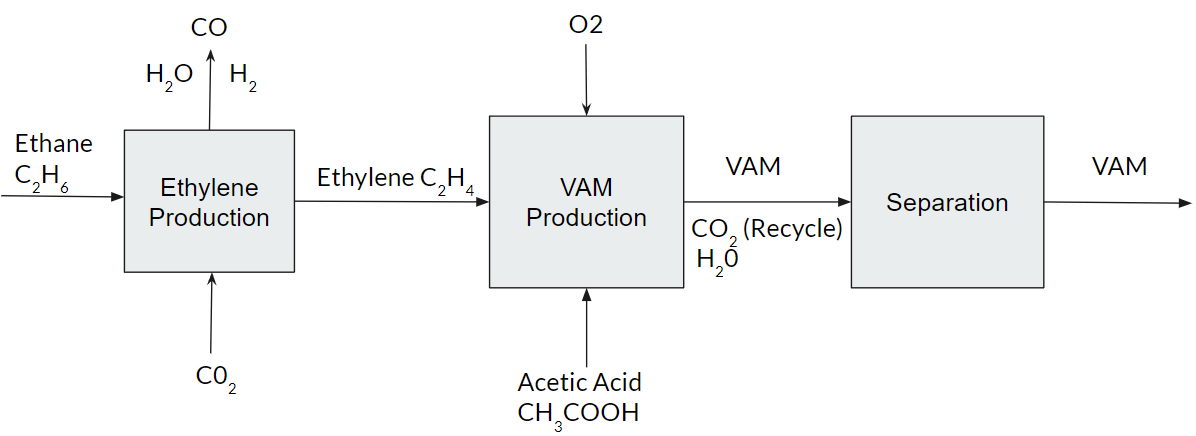 CO
H₂O H₂
Ethane
C₂H₆
Ethylene
Production
C0₂
Ethylene C₂H₄
O2
VAM
Production
Acetic Acid
CH₃COOH
VAM
CO₂ (Recycle)
H₂0
Separation
VAM